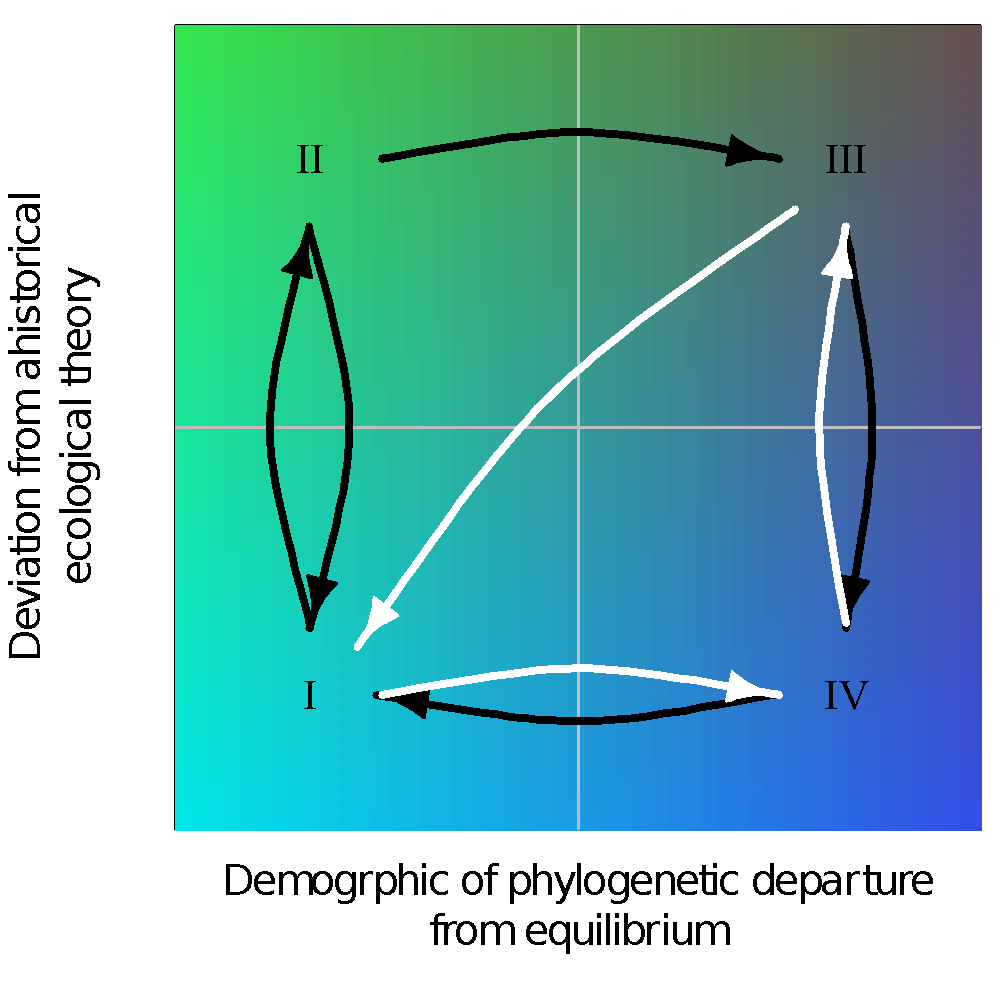 Deviation from ahistorical
ecological theory
II
III
I
IV
Demogrphic of phylogenetic departure
from equilibrium